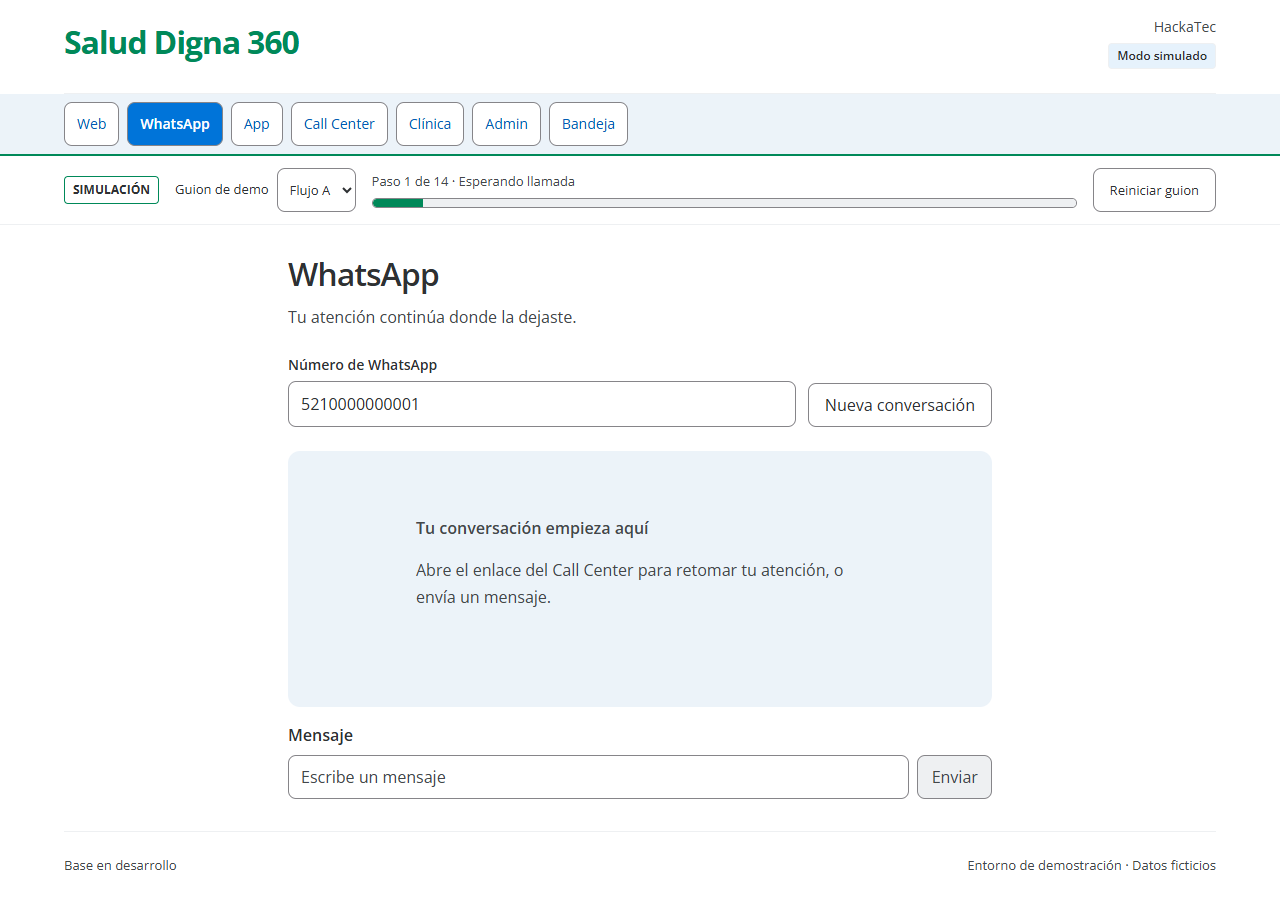 Salud Digna 360
HackaTec
Modo simulado
Web
WhatsApp
App
Call Center
Clínica
Admin
Bandeja
SIMULACIÓN
Guion de demo
Flujo A
Paso 1 de 14 · Esperando llamada
Reiniciar guion
WhatsApp
Tu atención continúa donde la dejaste.
Número de WhatsApp
5210000000001
Nueva conversación
Tu conversación empieza aquí
Abre el enlace del Call Center para retomar tu atención, o
envía un mensaje.
Mensaje
Escribe un mensaje
Enviar
Base en desarrollo
Entorno de demostración · Datos ficticios